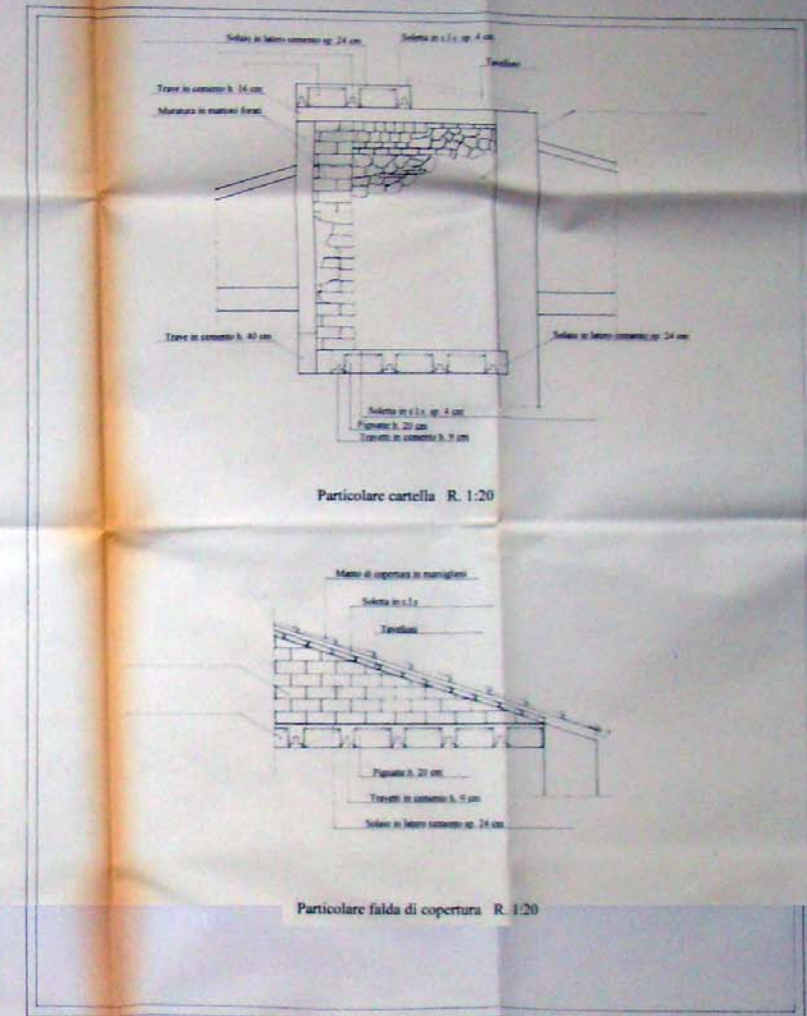 Solaio in latero cemento sp. 24 cm
Soletta in c.l.s. sp. 4 cm
Tavelloni
Trave in cemento h. 16 cm
Muratura in mattoni forati
Trave in cemento h. 40 cm
Solaio in latero cemento sp. 24 cm
Soletta in c.l.s. sp. 4 cm
Pignatte h. 20 cm
Travetti in cemento h. 9 cm
Particolare cartella R. 1:20
Manto di copertura in marsigliesi
Soletta in c.l.s
Tavelloni
Pignatte h. 20 cm
Travetti in cemento h. 9 cm
Solaio in latero cemento sp. 24 cm
Particolare falda di copertura R. 1:20